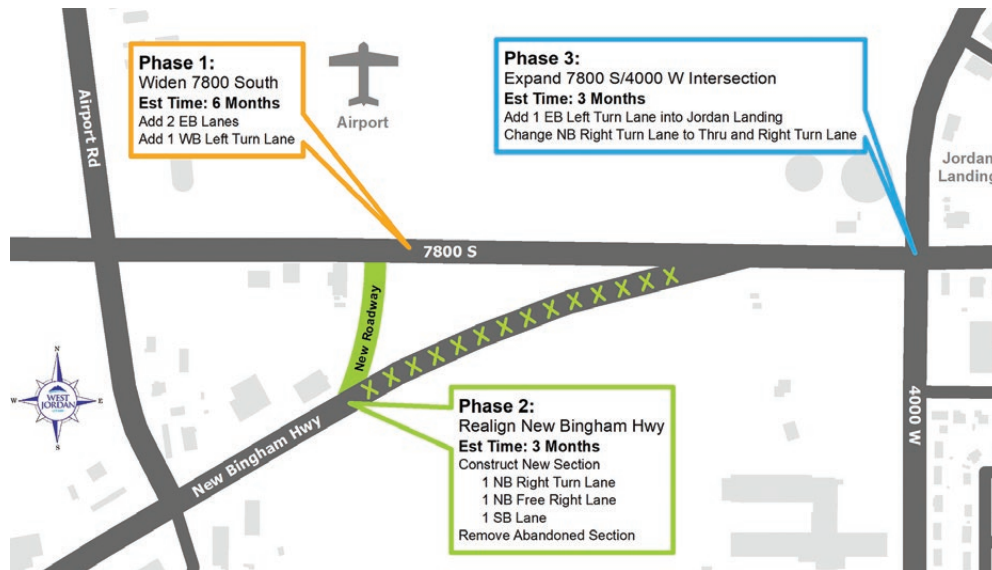 Phase 1:
Widen 7800 South
Est Time: 6 Months
Add 2 EB Lanes
Add 1 WB Left Turn Lane
Airport
Airport Rd
Phase 3:
Expand 7800 S/4000 W Intersection
Est Time: 3 Months
Add 1 EB Left Turn Lane into Jordan Landing
Change NB Right Turn Lane to Thru and Right Turn Lane
Jordan
Landing
7800 S
New Roadway
X X X X X X X X X X X X X X
N
W
E
S
WEST
JORDAN
New Bingham Hwy
Phase 2:
Realign New Bingham Hwy
Est Time: 3 Months
Construct New Section
1 NB Right Turn Lane
1 NB Free Right Lane
1 SB Lane
Remove Abandoned Section
4000 W